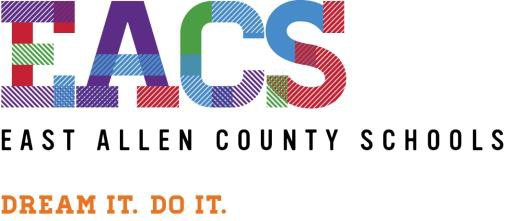 EACS
EAST ALLEN COUNTY SCHOOLS
DREAM IT. DO IT.